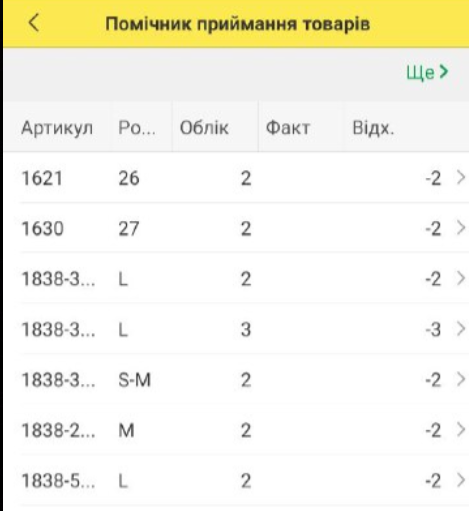 Помічник приймання товарів
Ще
Артикул Ро... Облік Факт Відх.
1621 26 2 -2
1630 27 2 -2
1838-3... L 2 -2
1838-3... L 3 -3
1838-3... S-M 2 -2
1838-2... M 2 -2
1838-5... L 2 -2